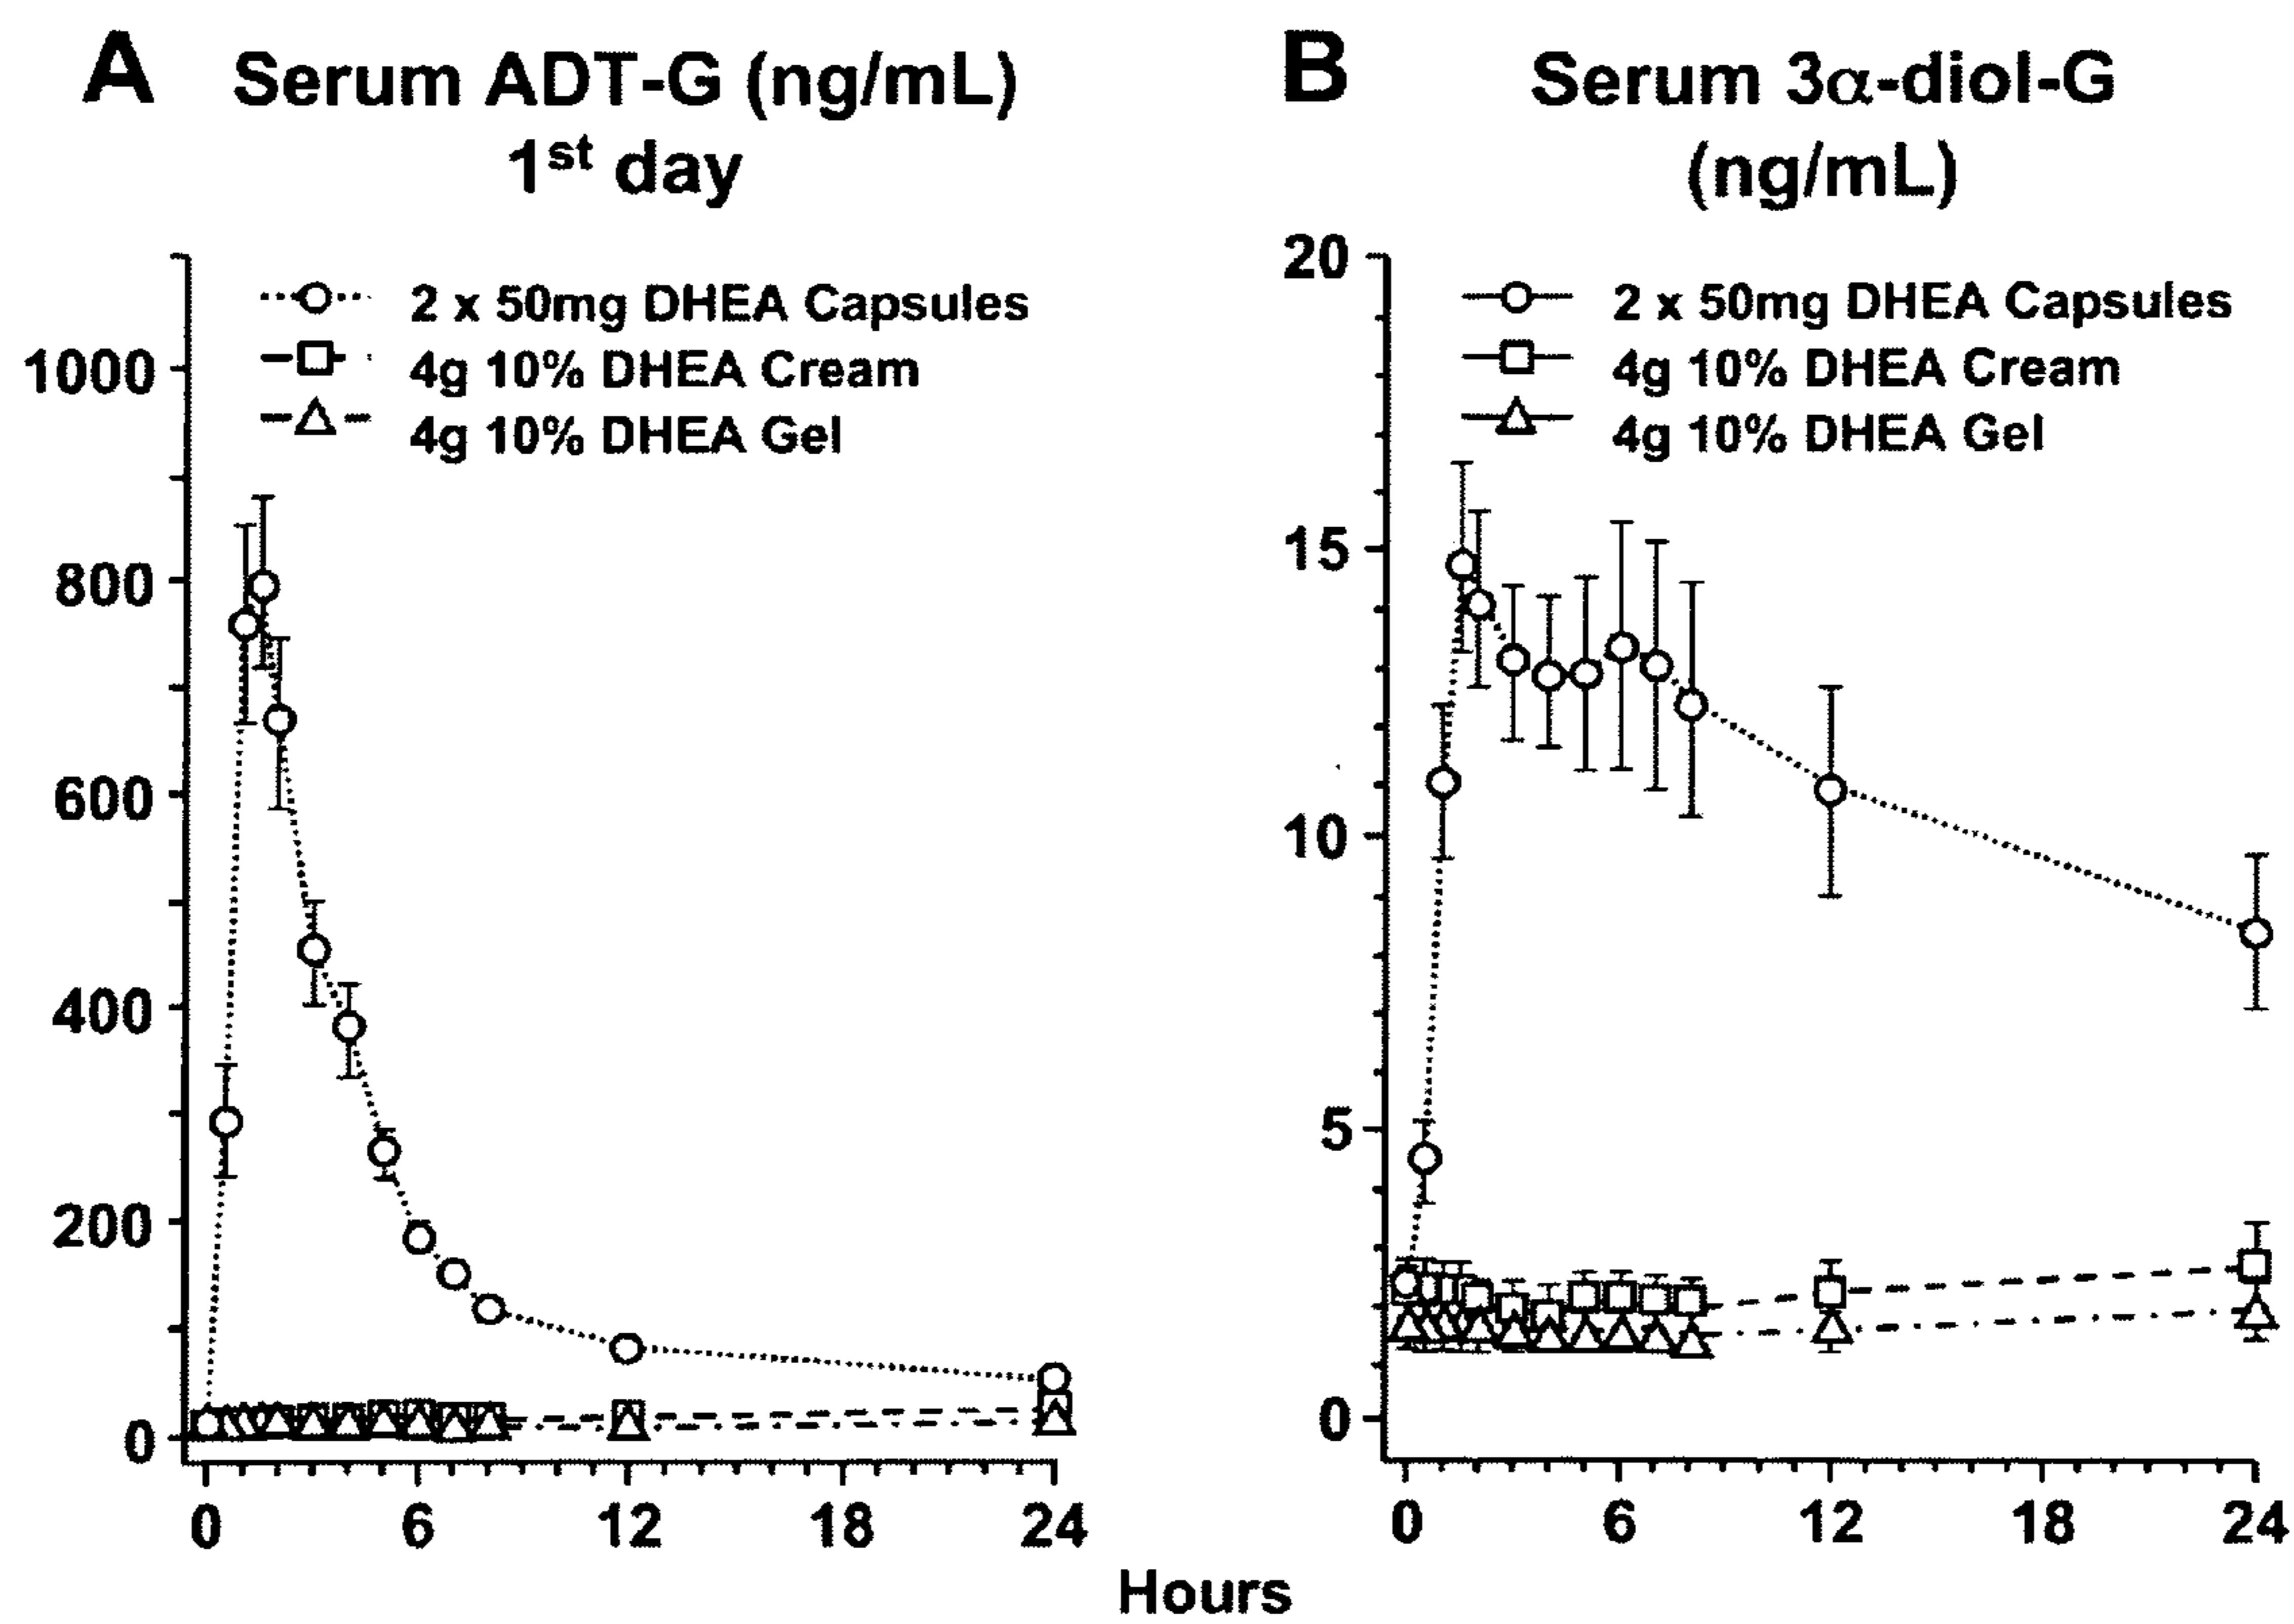 A Serum ADT-G (ng/mL)
1st day
2 x 50mg DHEA Capsules
4g 10% DHEA Cream
4g 10% DHEA Gel
1000
800
600
400
200
0
0 6 12 18 24
B Serum 3α-diol-G
(ng/mL)
2 x 50mg DHEA Capsules
4g 10% DHEA Cream
4g 10% DHEA Gel
20
15
10
5
0
0 6 12 18 24
Hours